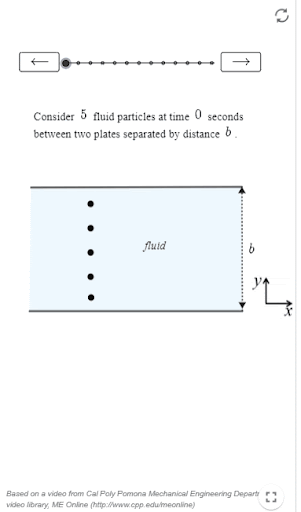 Consider 5 fluid particles at time 0 seconds
between two plates separated by distance b .
fluid
b
y
x
Based on a video from Cal Poly Pomona Mechanical Engineering
video library, ME Online (http://www.cpp.edu/meonline)